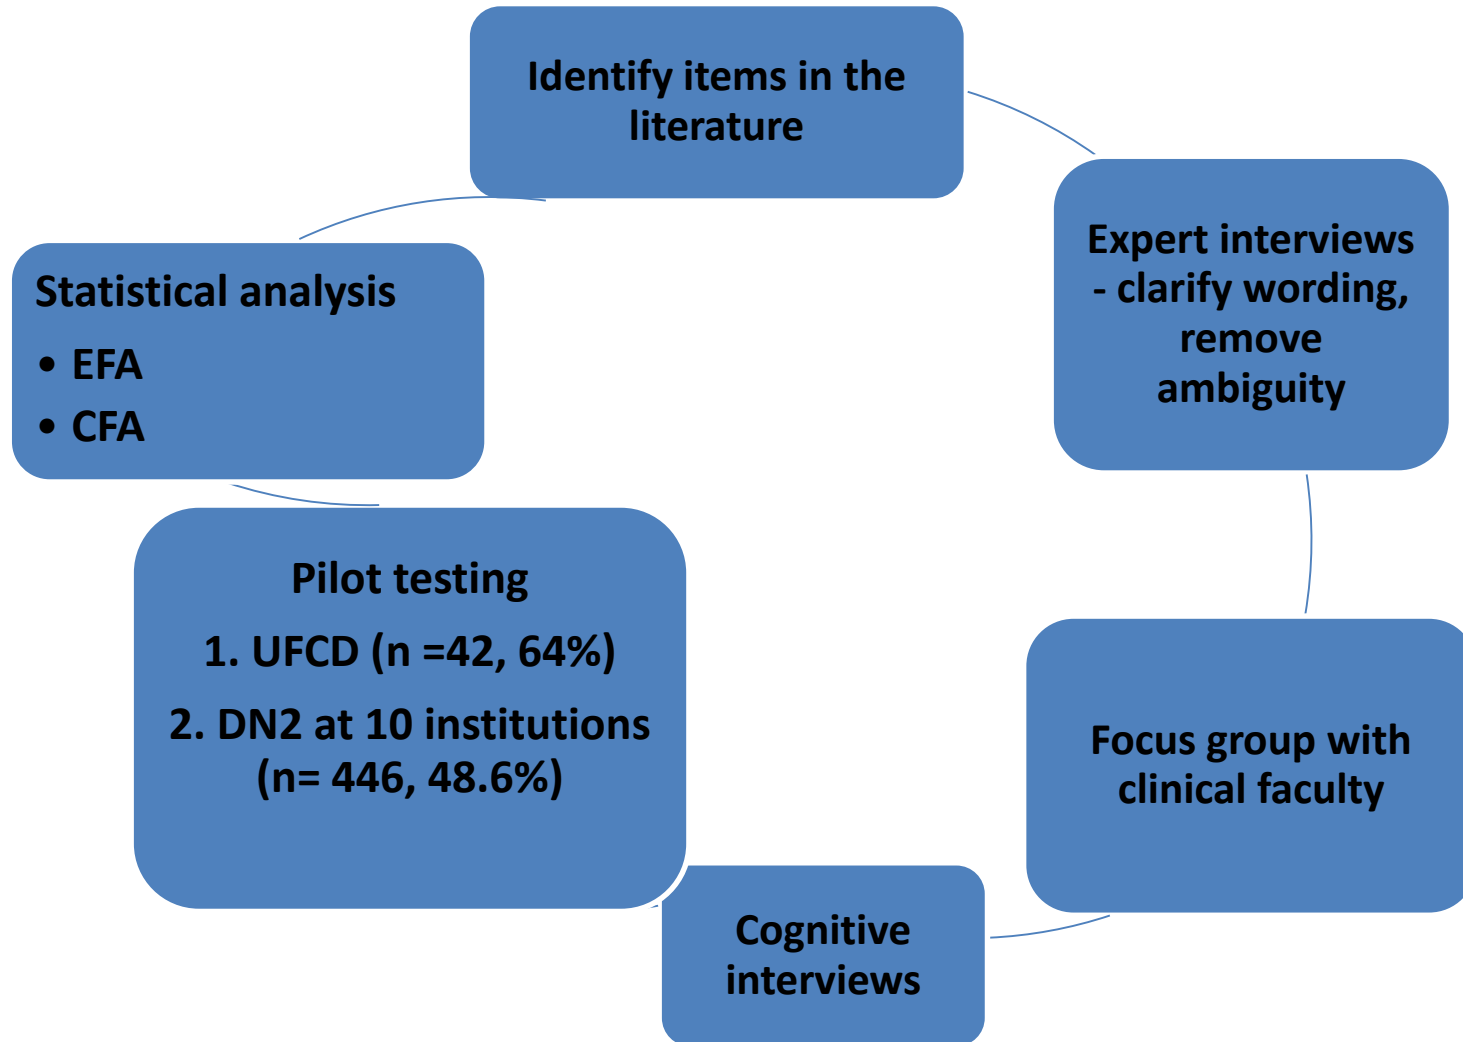 Identify items in the
literature
Expert interviews
- clarify wording,
remove
ambiguity
Focus group with
clinical faculty
Cognitive
interviews
Pilot testing
1. UFCD (n =42, 64%)
2. DN2 at 10 institutions
(n= 446, 48.6%)
Statistical analysis
• EFA
• CFA